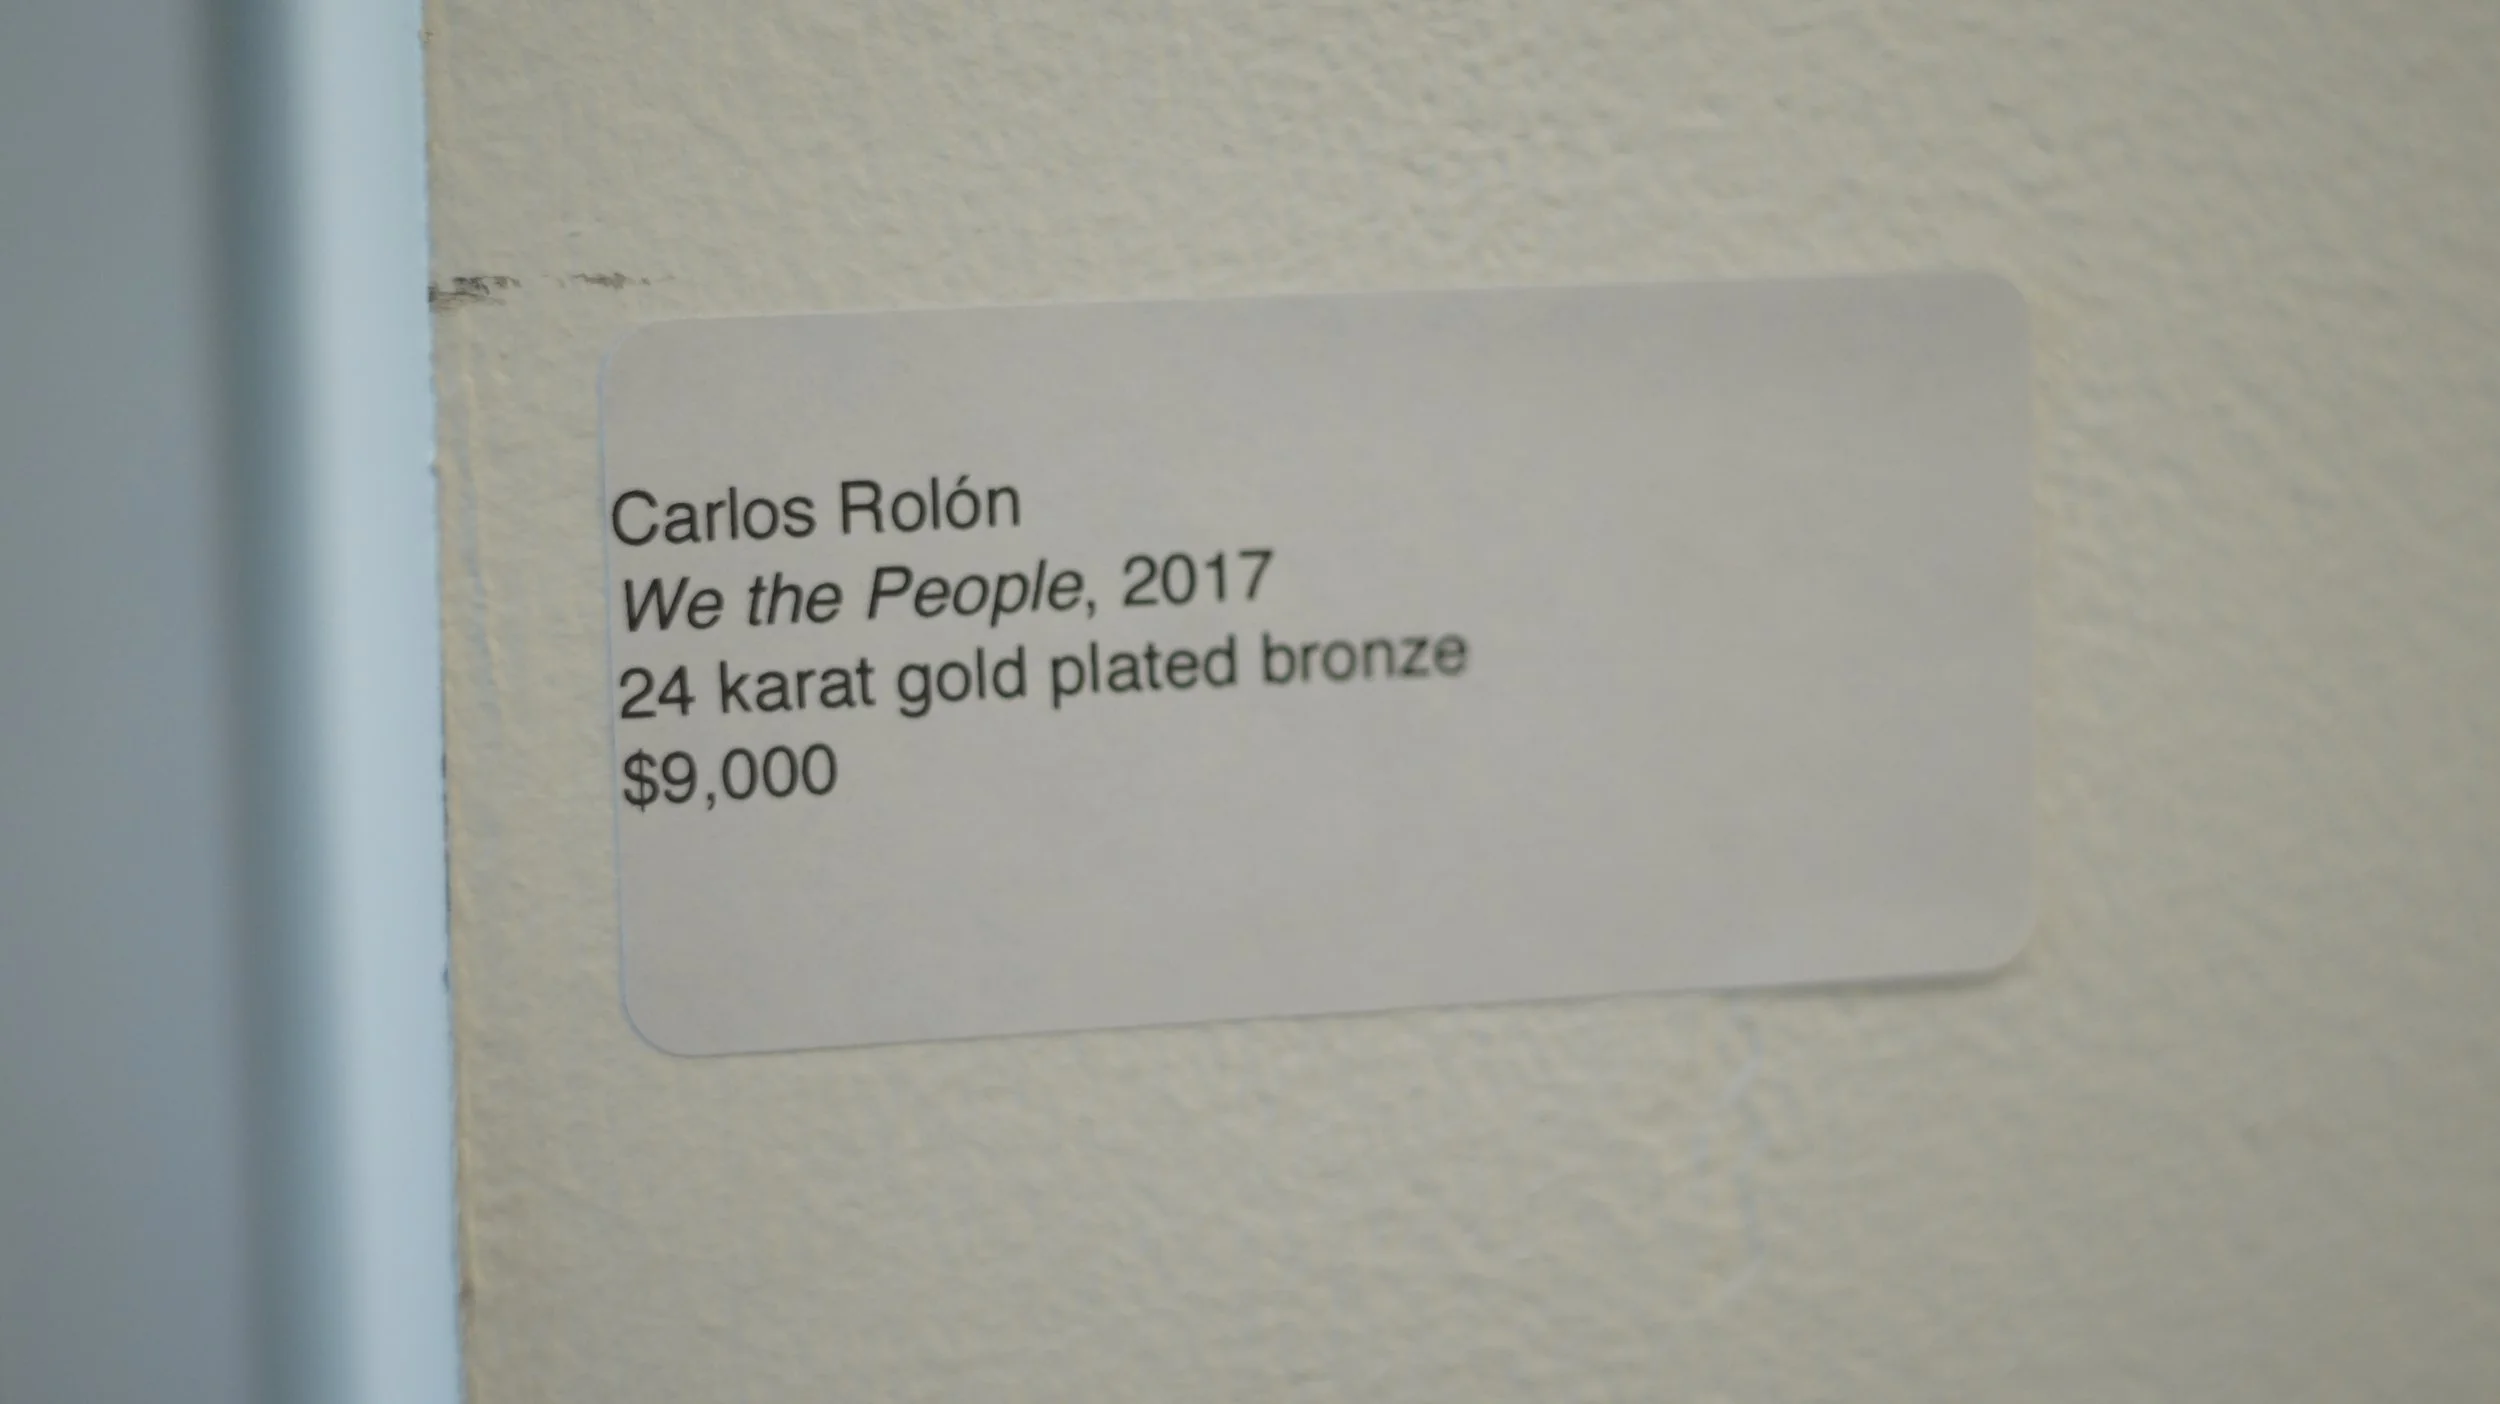 Carlos Rolón
We the People, 2017
24 karat gold plated bronze
$9,000